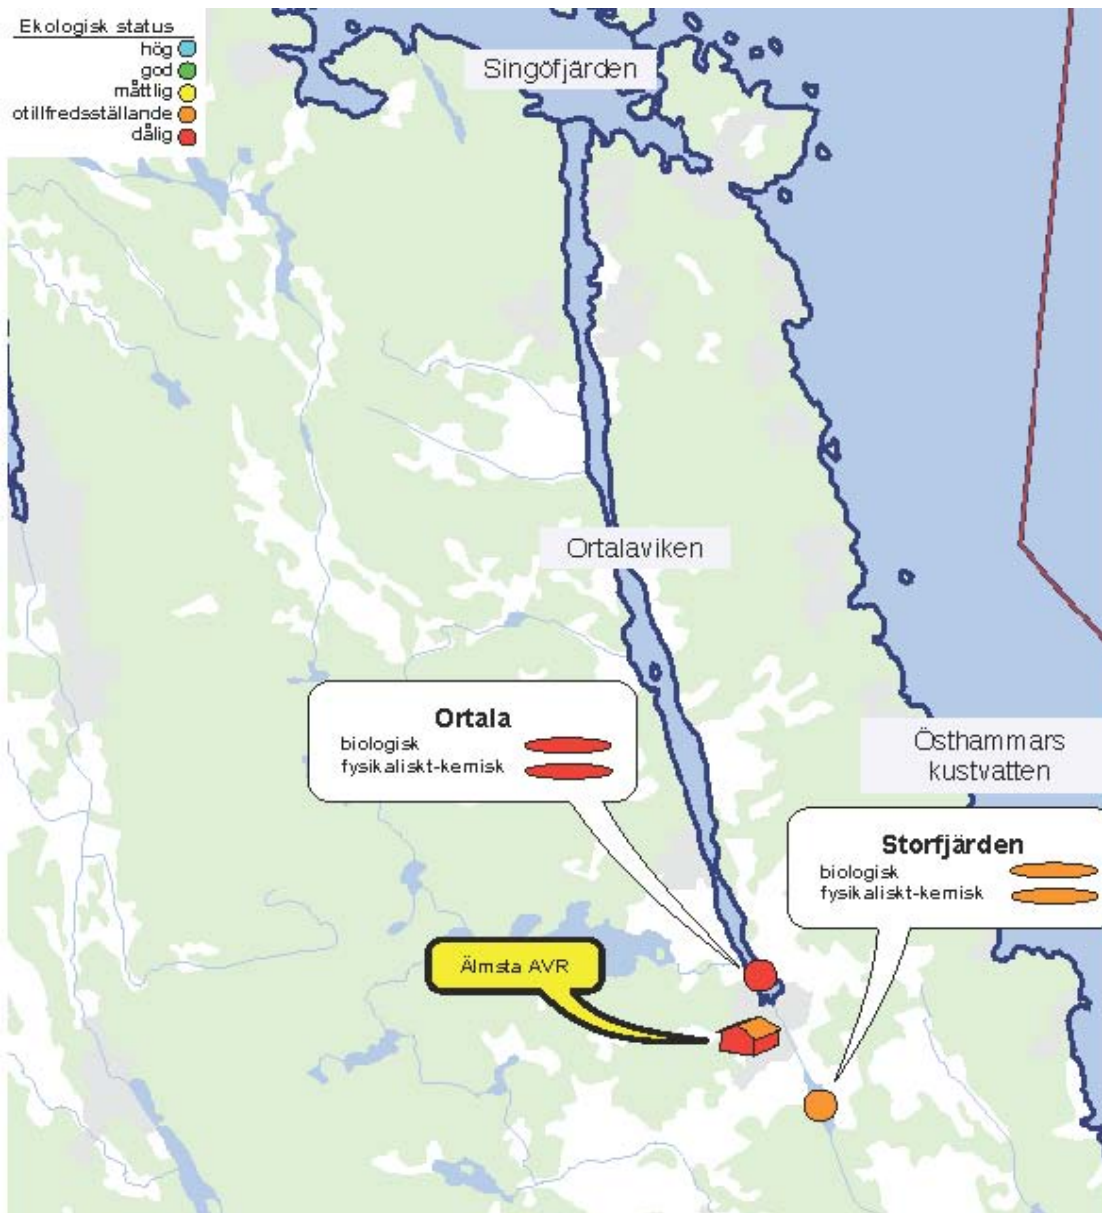 Ekologisk status
hög
god
måttlig
otillfredsställande
dålig
Singöfjärden
Ortalaviken
Ortala
biologisk
fysikaliskt-kemisk
Östhammars
kustvatten
Storfjärden
biologisk
fysikaliskt-kemisk
Älmsta AVR